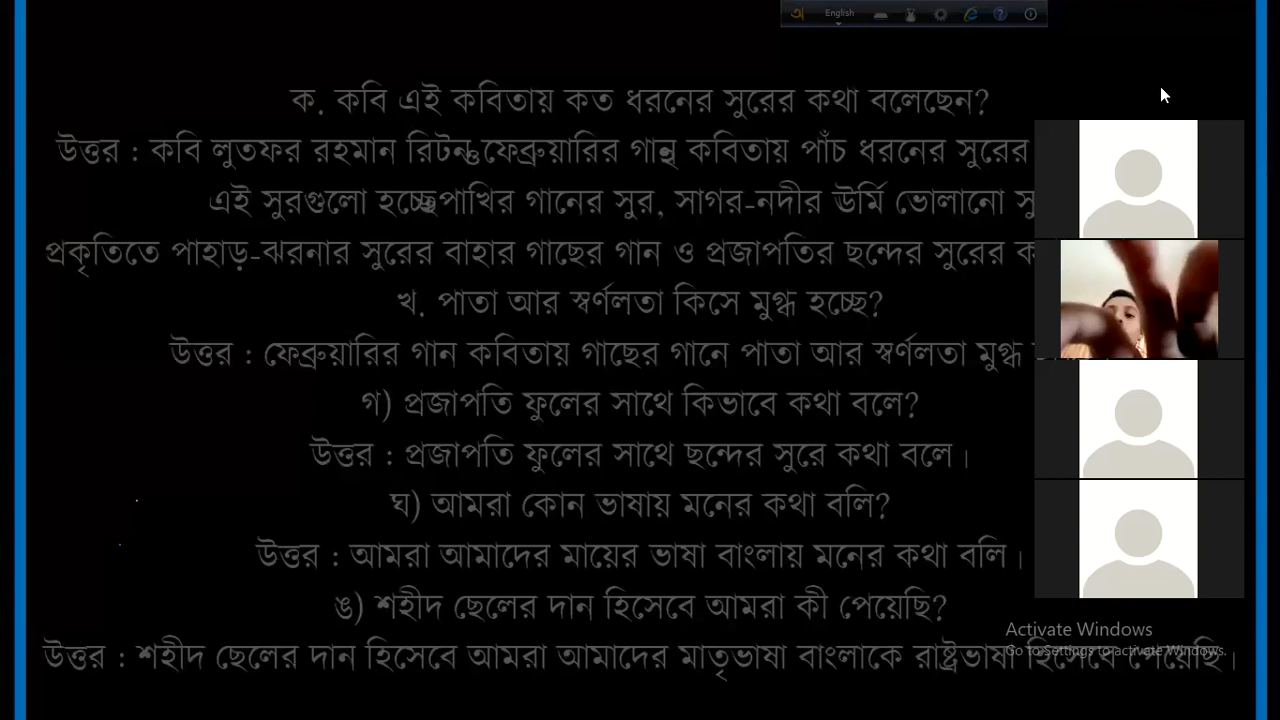 English
ক. কবি এই কবিতায় কত ধরনের সুরের কথা বলেছেন?
উত্তর : কবি লুতফর রহমান রিটন ফেব্রুয়ারির গান কবিতায় পাঁচ ধরনের সুরের
এই সুরগুলো হচ্ছে পাখির গানের সুর, সাগর-নদীর ঊর্মি ভোলানো
প্রকৃতিতে পাহাড়-ঝরনার সুরের বাহার গাছের গান ও প্রজাপতির ছন্দের সুরের
খ. পাতা আর স্বর্ণলতা কিসে মুগ্ধ হচ্ছে?
উত্তর : ফেব্রুয়ারির গান কবিতায় গাছের গানে পাতা আর স্বর্ণলতা মুগ্ধ
গ) প্রজাপতি ফুলের সাথে কিভাবে কথা বলে?
উত্তর : প্রজাপতি ফুলের সাথে ছন্দের সুরে কথা বলে।
ঘ) আমরা কোন ভাষায় মনের কথা বলি?
উত্তর : আমরা আমাদের মায়ের ভাষা বাংলায় মনের কথা বলি।
ঙ) শহীদ ছেলের দান হিসেবে আমরা কী পেয়েছি?
Activate Windows
Go to Settings to activate Windows.
উত্তর : শহীদ ছেলের দান হিসেবে আমরা আমাদের মাতৃভাষা বাংলাকে রাষ্ট্রভাষা হিসেবে পেয়েছি।